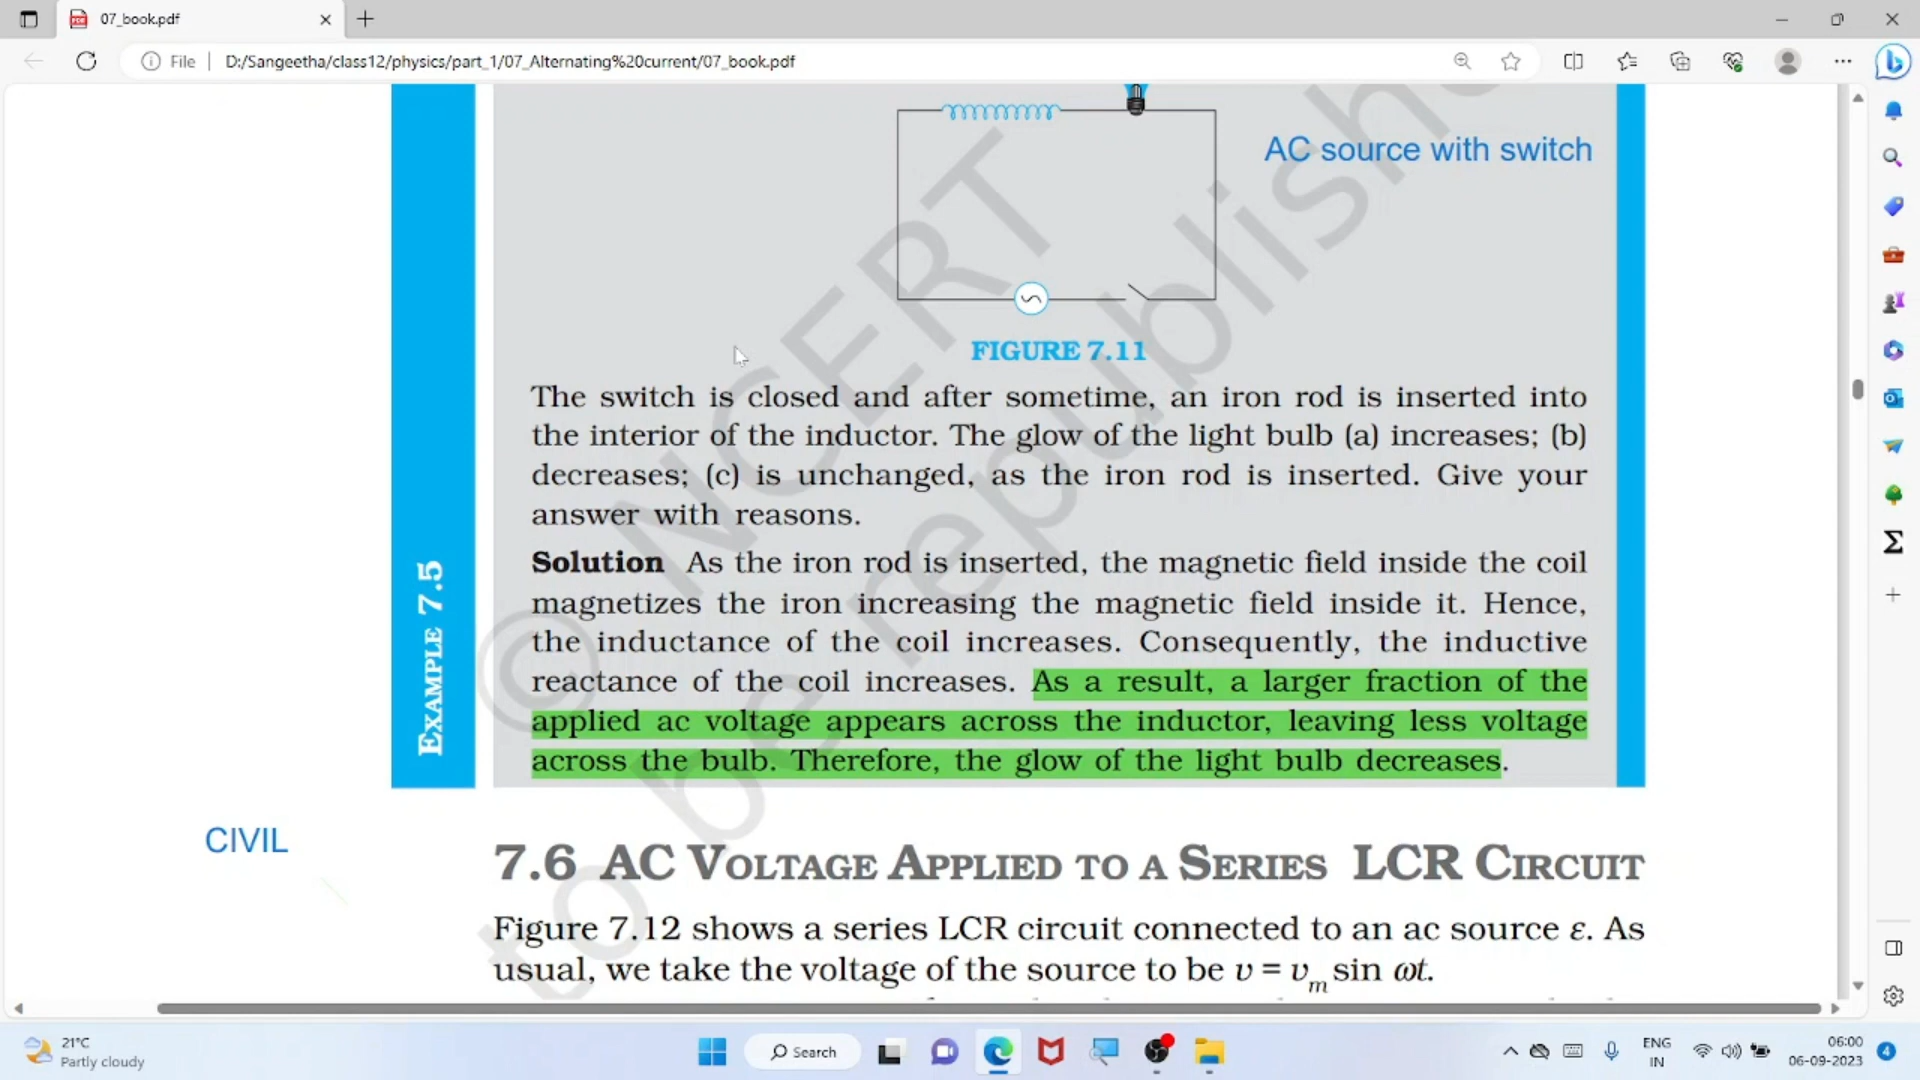 07_book.pdf
File
D:/Sangeetha/class12/physics/part_1/07_Alternating%20current/07_book.pdf
AC source with switch
FIGURE 7.11
The switch is closed and after sometime, an iron rod is inserted into
the interior of the inductor. The glow of the light bulb (a) increases; (b)
decreases; (c) is unchanged, as the iron rod is inserted. Give your
answer with reasons.
Solution As the iron rod is inserted, the magnetic field inside the coil
magnetizes the iron increasing the magnetic field inside it. Hence,
the inductance of the coil increases. Consequently, the inductive
reactance of the coil increases. As a result, a larger fraction of the
applied ac voltage appears across the inductor, leaving less voltage
across the bulb. Therefore, the glow of the light bulb decreases.
EXAMPLE 7.5
© NCERT
to be republish
CIVIL
7.6 AC VOLTAGE APPLIED TO A SERIES LCR CIRCUIT
Figure 7.12 shows a series LCR circuit connected to an ac source ε. As
usual, we take the voltage of the source to be v = vm sin ωt.
21°C
Partly cloudy
Search
ENG
IN
06:00
06-09-2023
4